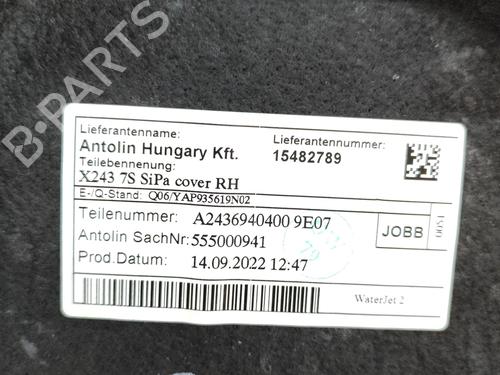 B-PARTS
Lieferantenname:
Antolin Hungary Kft.
Lieferantennummer:
15482789
Teilebennenung:
X243 7S SiPa cover RH
E-/Q-Stand: Q06/YAP935619N02
Teilenummer: A2436940400 9E07
JOBB
Antolin SachNr: 555000941
Prod.Datum: 14.09.2022 12:47
WaterJet 2